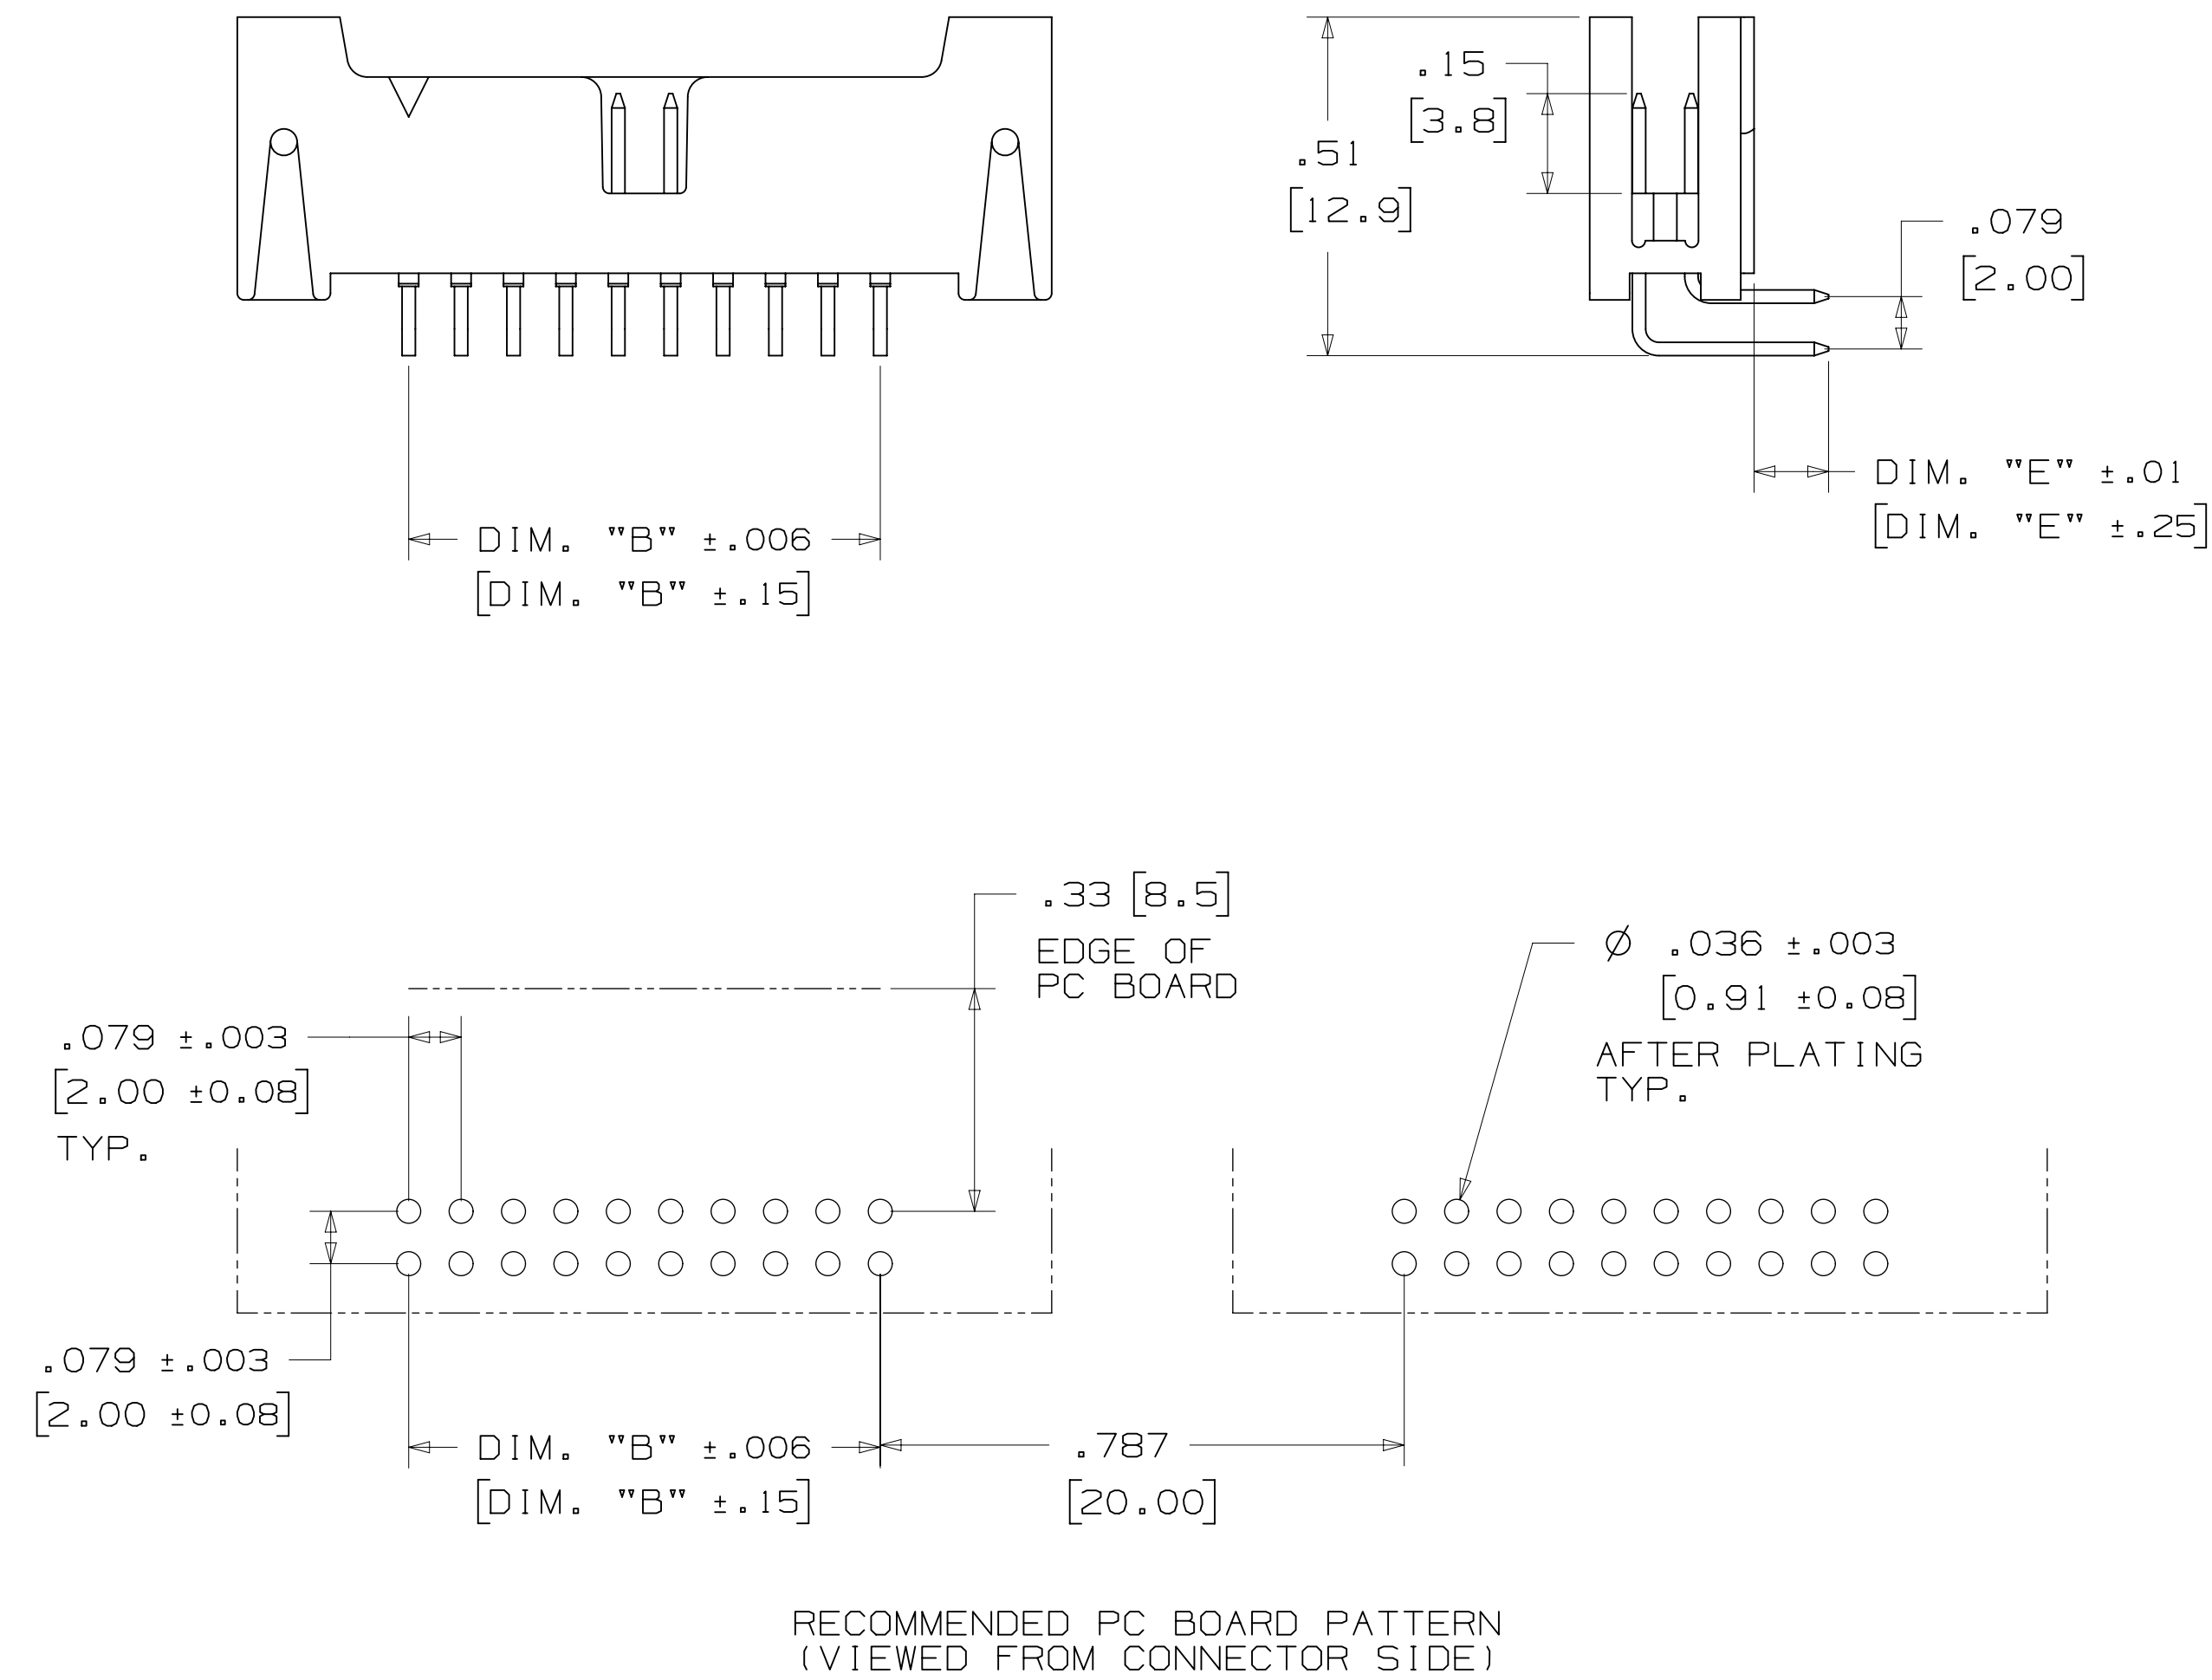 .15
[3.8]
.51
[12.9]
.079
[2.00]
DIM. "E" ±.01
[DIM. "E" ±.25]
DIM. "B" ±.006
[DIM. "B" ±.15]
.33 [8.5]
EDGE OF
PC BOARD
Ø .036 ±.003
[0.91 ±0.08]
AFTER PLATING
TYP.
.079 ±.003
[2.00 ±0.08]
TYP.
.079 ±.003
[2.00 ±0.08]
DIM. "B" ±.006
[DIM. "B" ±.15]
.787
[20.00]
RECOMMENDED PC BOARD PATTERN
(VIEWED FROM CONNECTOR SIDE)